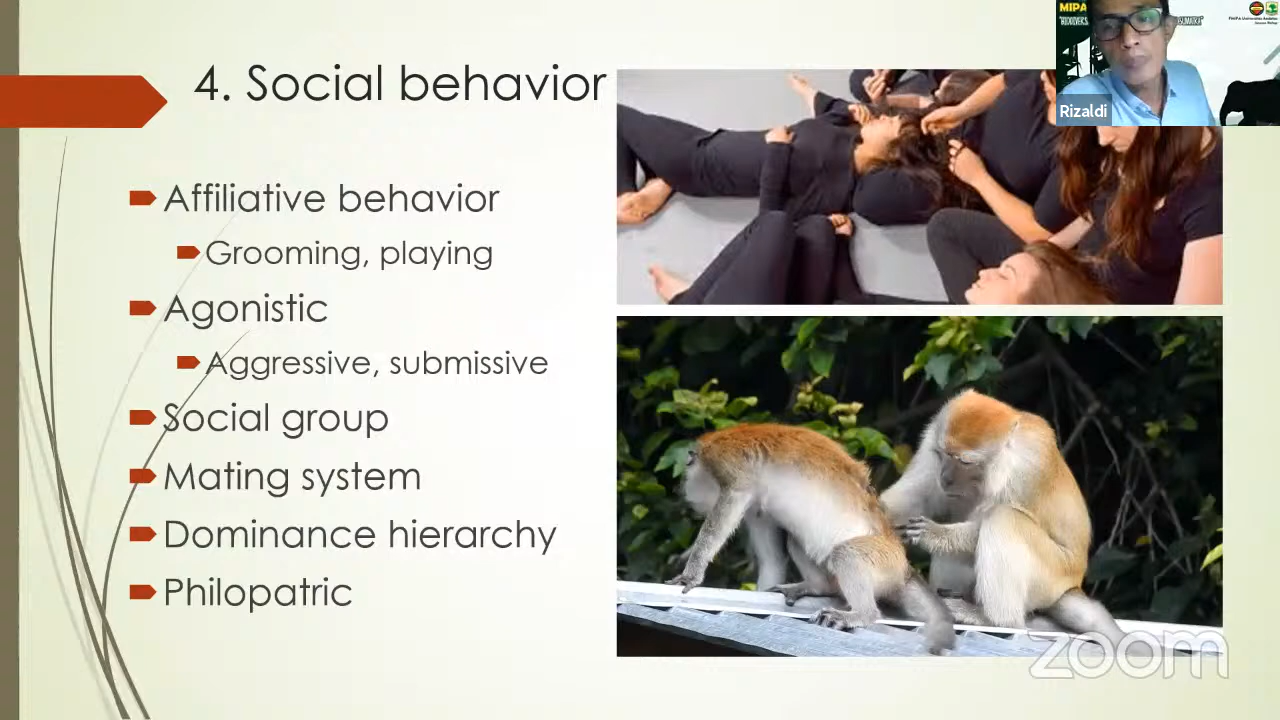 MIPA
4. Social behavior
Rizaldi
Affiliative behavior
Grooming, playing
Agonistic
Aggressive, submissive
Social group
Mating system
Dominance hierarchy
Philopatric
zoom